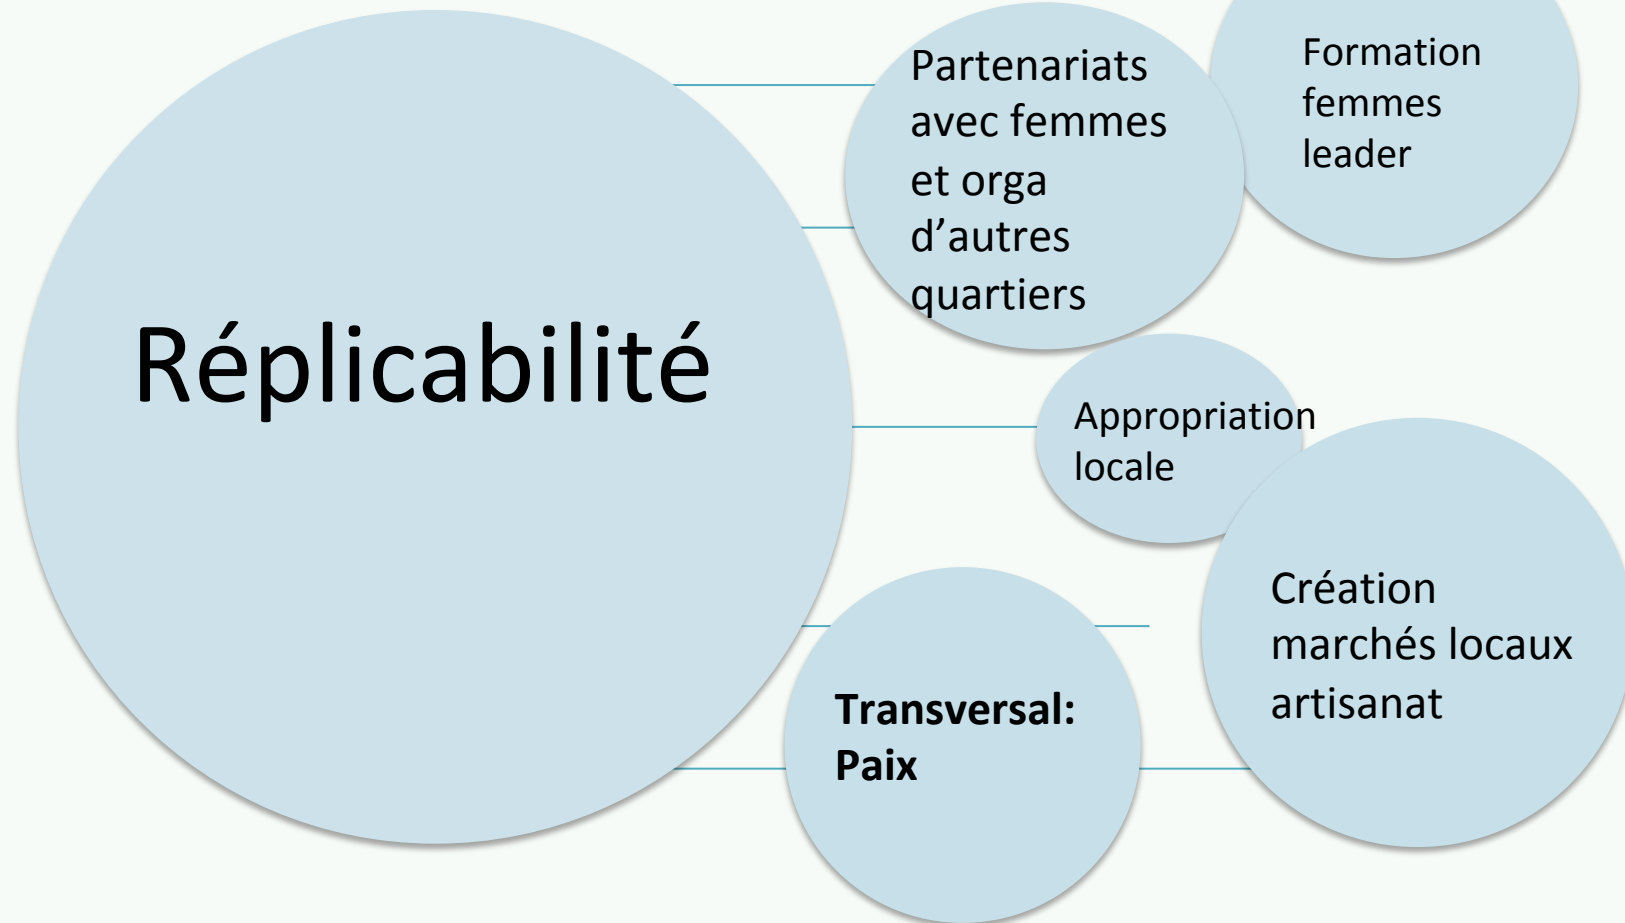 Réplicabilité
Partenariats
avec femmes
et orga
d’autres
quartiers
Formation
femmes
leader
Appropriation
locale
Création
marchés locaux
artisanat
Transversal:
Paix